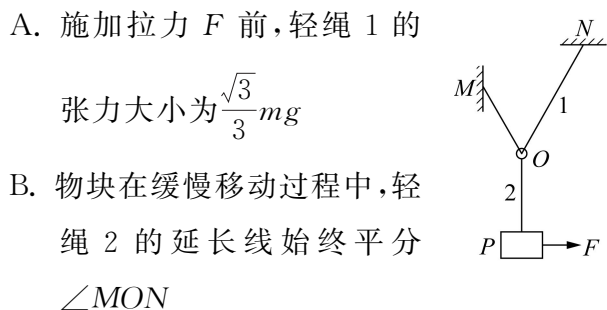 A. 施加拉力 F 前,轻绳 1 的
张力大小为$\frac{\sqrt{3}}{3}mg$
B. 物块在缓慢移动过程中,轻
绳 2 的延长线始终平分
∠MON
N
M
1
O
2
P
F